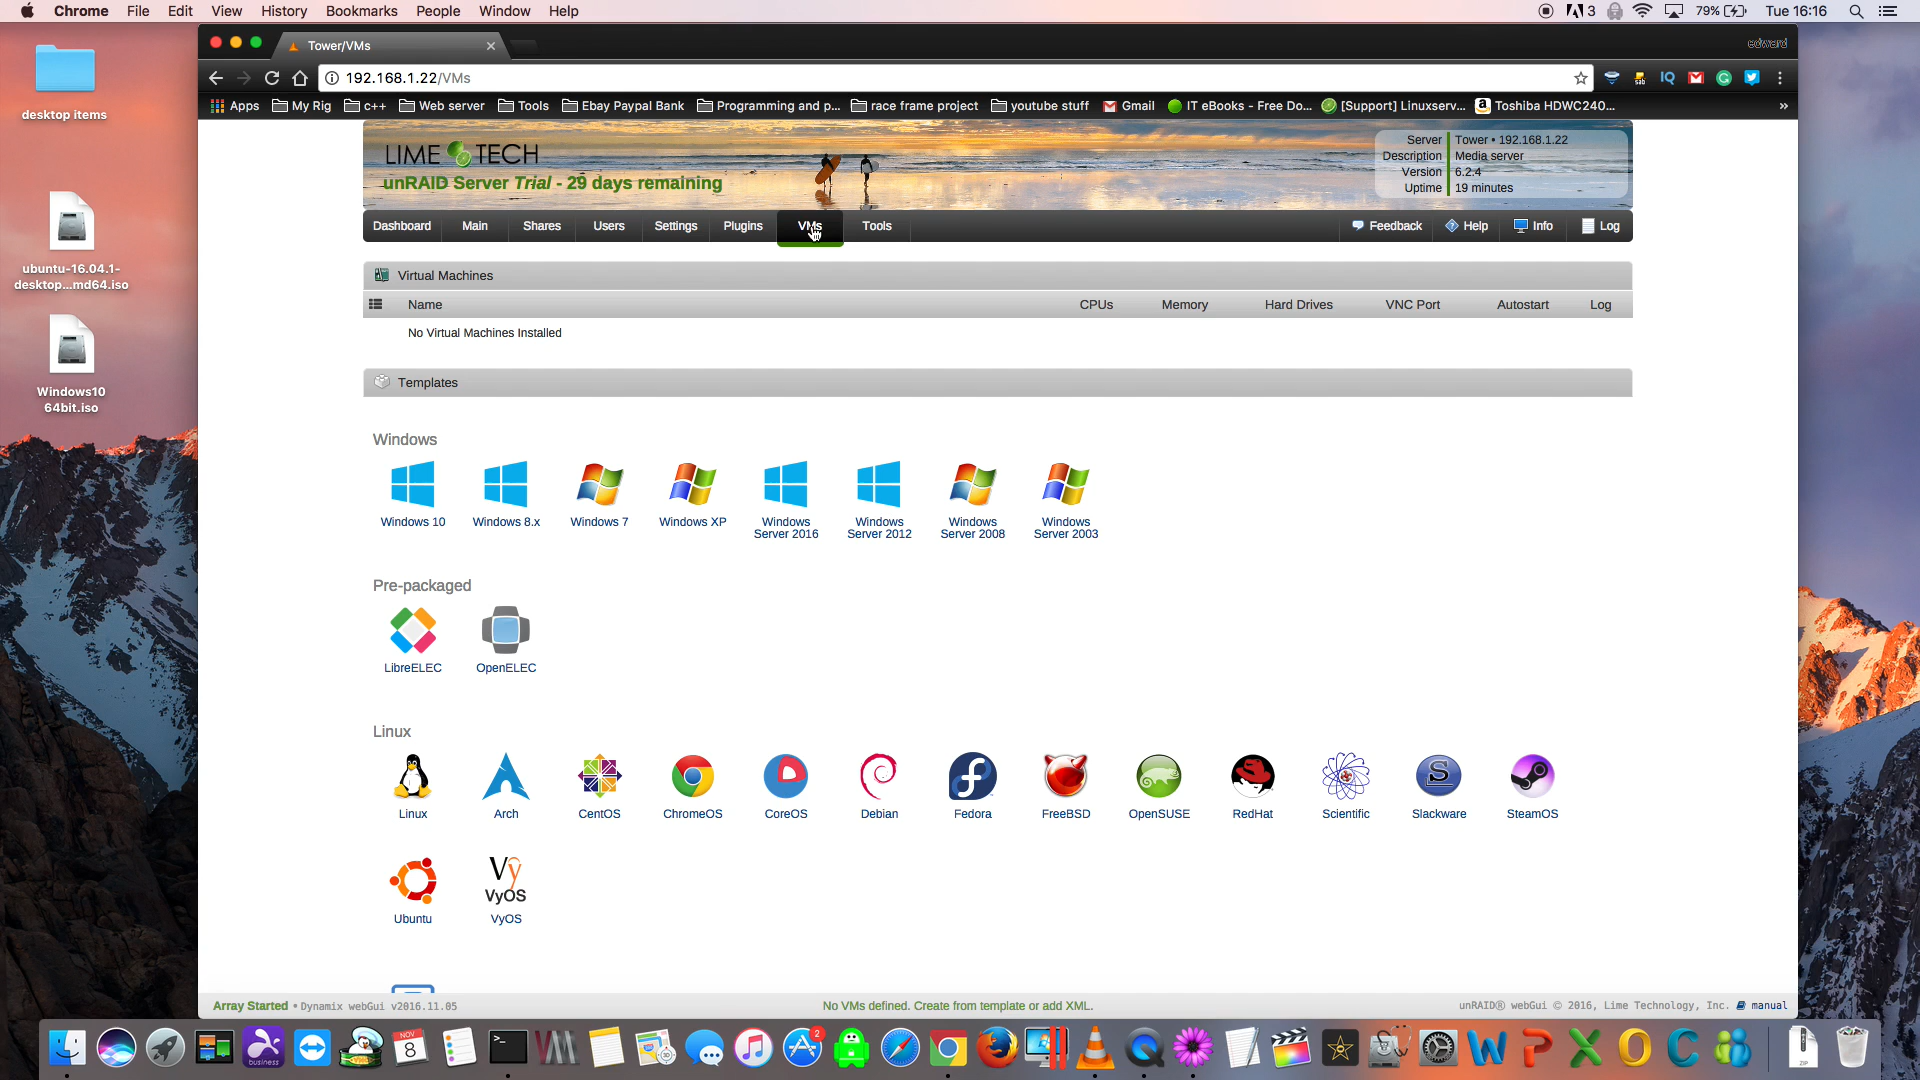 Chrome File Edit View History Bookmarks People Window Help 3 79% Tue 16:16
Tower/VMs
edward
192.168.1.22/VMs
Apps My Rig c++ Web server Tools Ebay Paypal Bank Programming and p... race frame project youtube stuff Gmail IT eBooks - Free Do... [Support] Linuxserv... Toshiba HDWC240...
desktop items
ubuntu-16.04.1-
desktop...md64.iso
Windows10
64bit.iso
LIME TECH
unRAID Server Trial - 29 days remaining
Server Tower • 192.168.1.22
Description Media server
Version 6.2.4
Uptime 19 minutes
Dashboard Main Shares Users Settings Plugins VMs Tools Feedback Help Info Log
Virtual Machines
Name CPUs Memory Hard Drives VNC Port Autostart Log
No Virtual Machines Installed
Templates
Windows
Windows 10 Windows 8.x Windows 7 Windows XP Windows Windows Windows Windows
Server 2016 Server 2012 Server 2008 Server 2003
Pre-packaged
LibreELEC OpenELEC
Linux
Linux Arch CentOS ChromeOS CoreOS Debian Fedora FreeBSD OpenSUSE RedHat Scientific Slackware SteamOS
Vy
VyOS
Ubuntu VyOS
Array Started • Dynamix webGui v2016.11.05 No VMs defined. Create from template or add XML. unRAID® webGui © 2016, Lime Technology, Inc. manual
business
NOV
8
2
ZIP